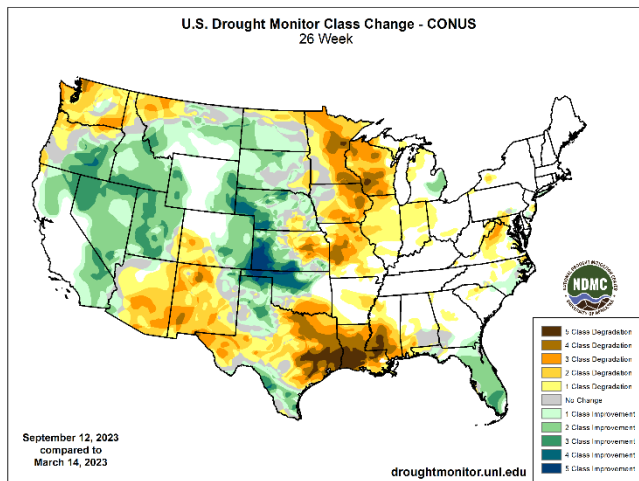 U.S. Drought Monitor Class Change - CONUS
26 Week
NDMC
5 Class Degradation
4 Class Degradation
3 Class Degradation
2 Class Degradation
1 Class Degradation
No Change
1 Class Improvement
2 Class Improvement
3 Class Improvement
4 Class Improvement
5 Class Improvement
September 12, 2023
compared to
March 14, 2023
droughtmonitor.unl.edu